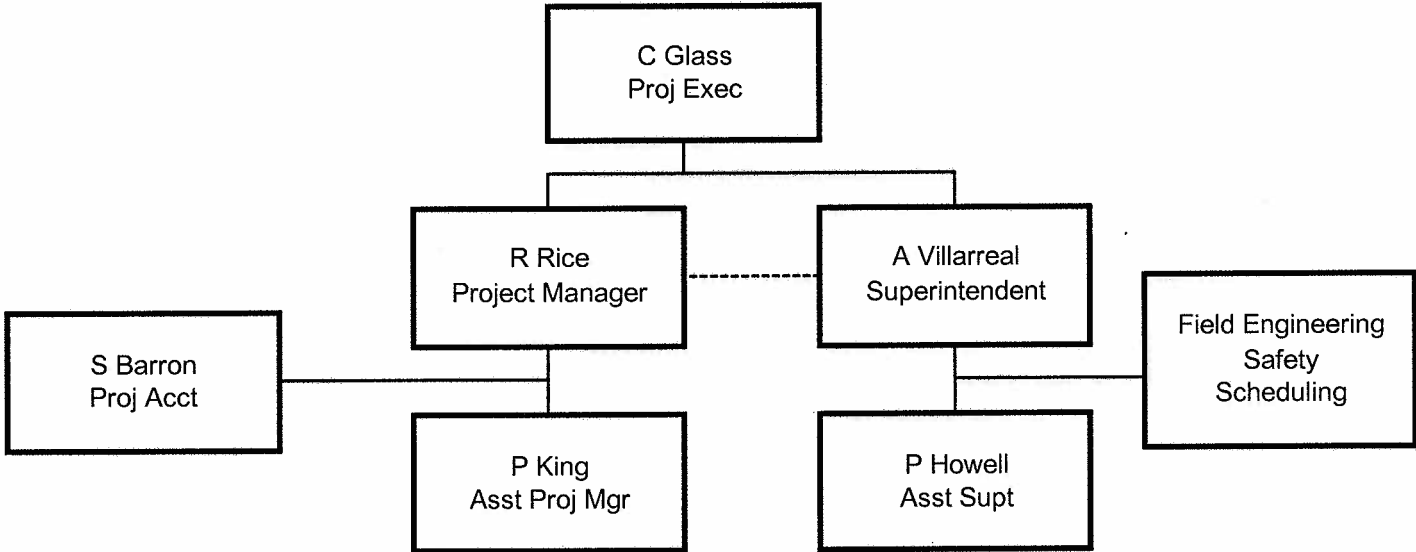 C Glass
Proj Exec
R Rice
Project Manager
A Villarreal
Superintendent
S Barron
Proj Acct
Field Engineering
Safety
Scheduling
P King
Asst Proj Mgr
P Howell
Asst Supt